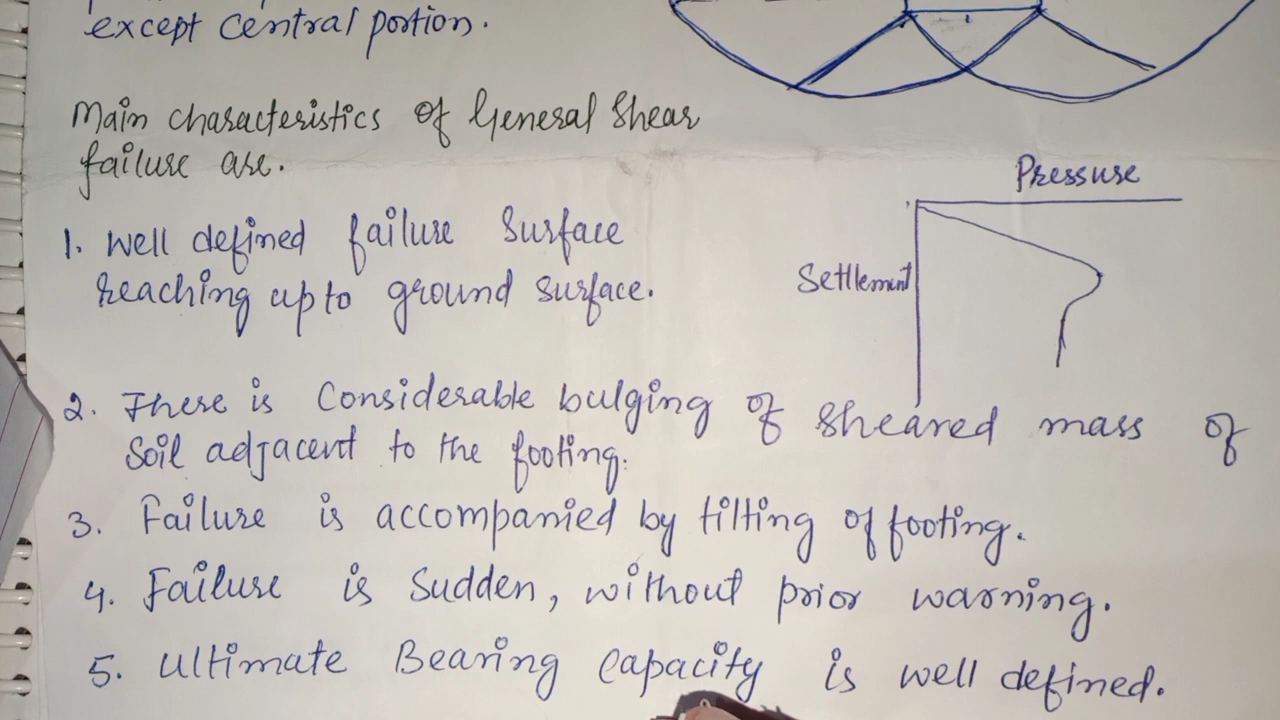 except central portion.
Main characteristics of General Shear
failure are.
Pressure
1. Well defined failure Surface
reaching up to ground surface.
Settlement
2. There is Considerable bulging of Sheared mass of
Soil adjacent to the footing.
3. Failure is accompanied by tilting of footing.
4. Failure is Sudden, without prior warning.
5. Ultimate Bearing Capacity is well defined.